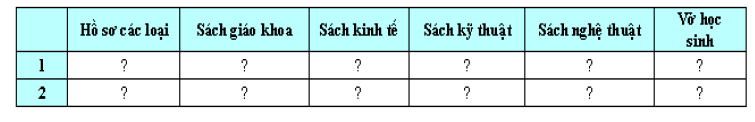 Hồ sơ các loại Sách giáo khoa Sách kinh tế Sách kỹ thuật Sách nghệ thuật Vở học sinh
1 ? ? ? ? ? ?
2 ? ? ? ? ? ?